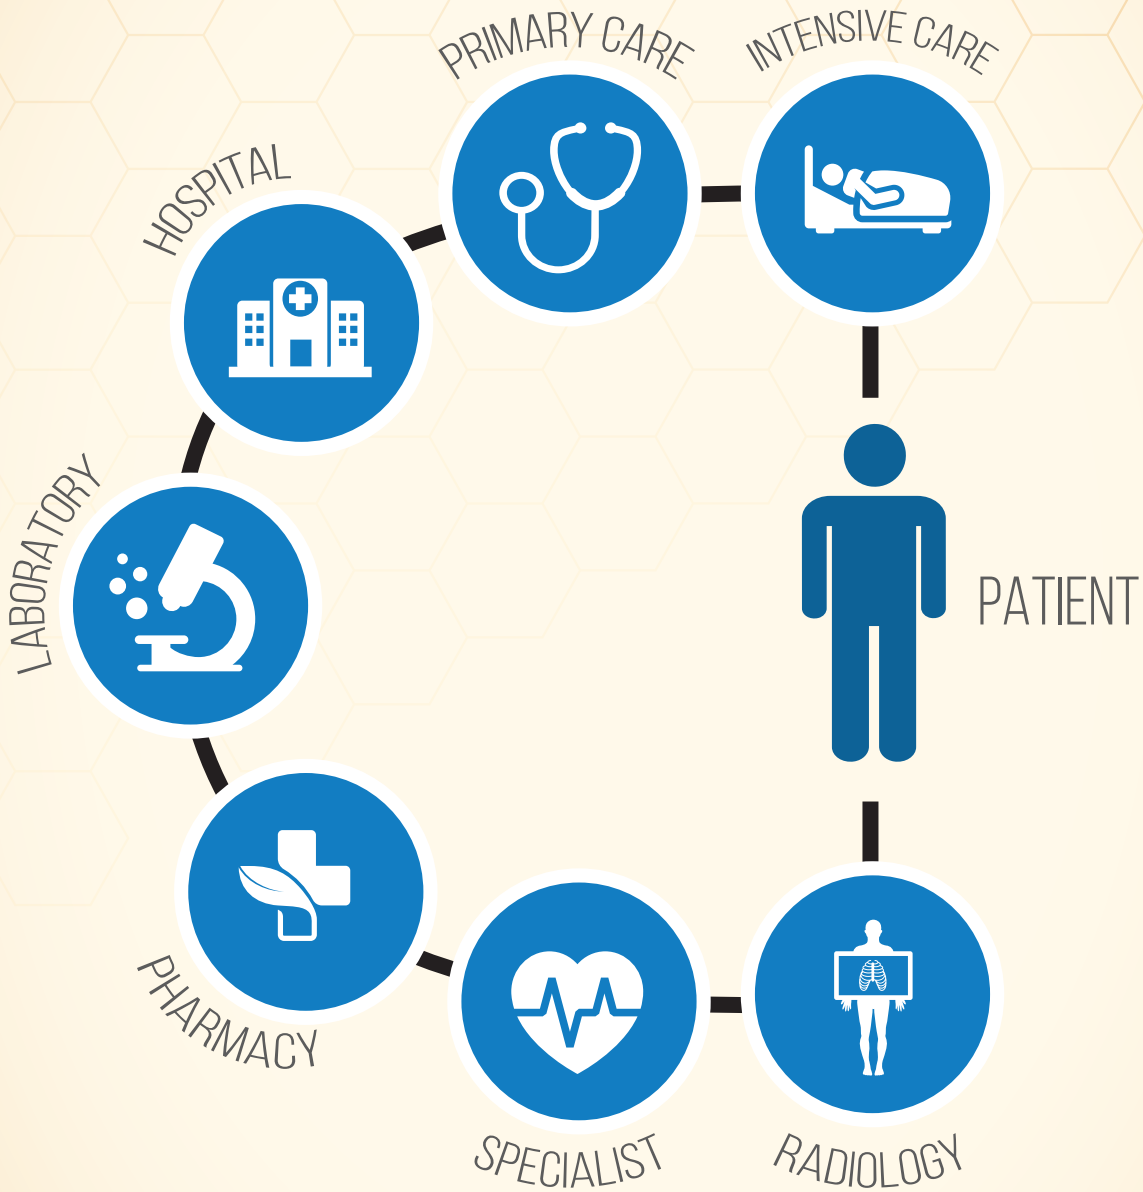 PRIMARY CARE
INTENSIVE CARE
HOSPITAL
LABORATORY
PATIENT
PHARMACY
SPECIALIST
RADIOLOGY